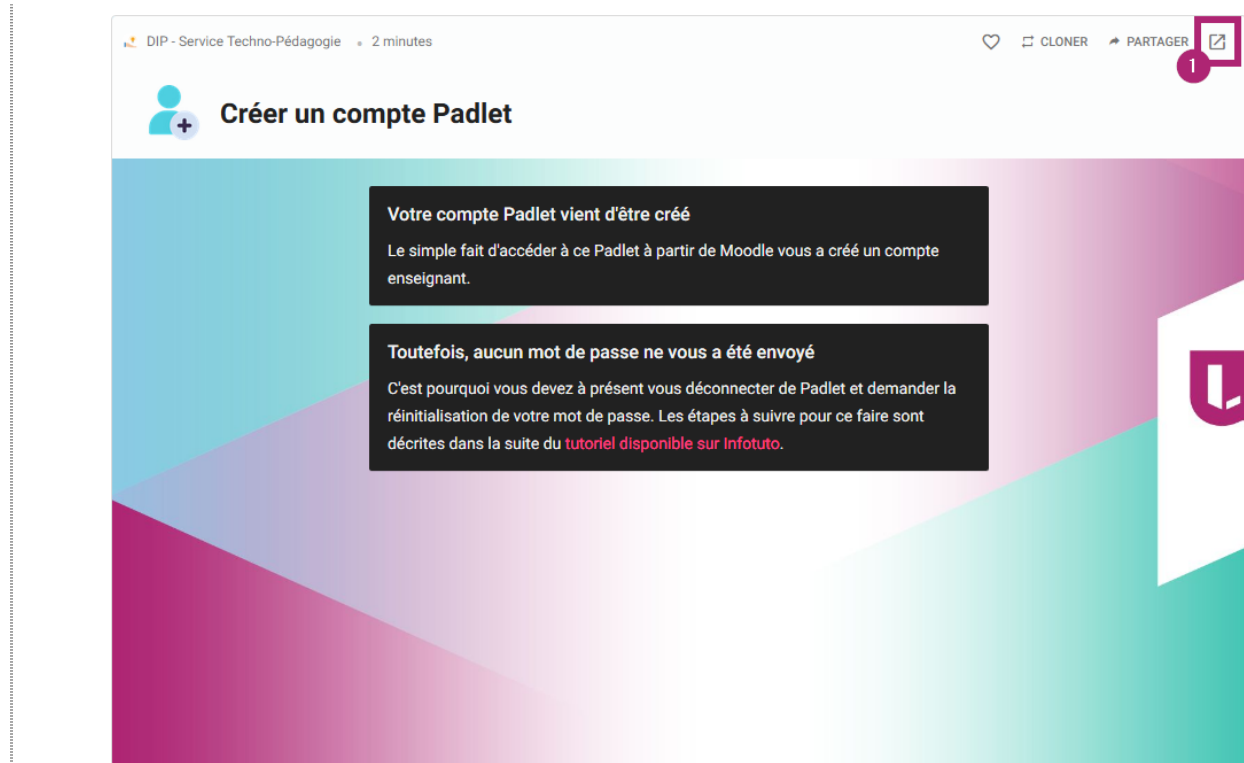 DIP - Service Techno-Pédagogie • 2 minutes
CLONER PARTAGER
1
Créer un compte Padlet
Votre compte Padlet vient d'être créé
Le simple fait d'accéder à ce Padlet à partir de Moodle vous a créé un compte
enseignant.
Toutefois, aucun mot de passe ne vous a été envoyé
C'est pourquoi vous devez à présent vous déconnecter de Padlet et demander la
réinitialisation de votre mot de passe. Les étapes à suivre pour ce faire sont
décrites dans la suite du tutoriel disponible sur Infotuto.